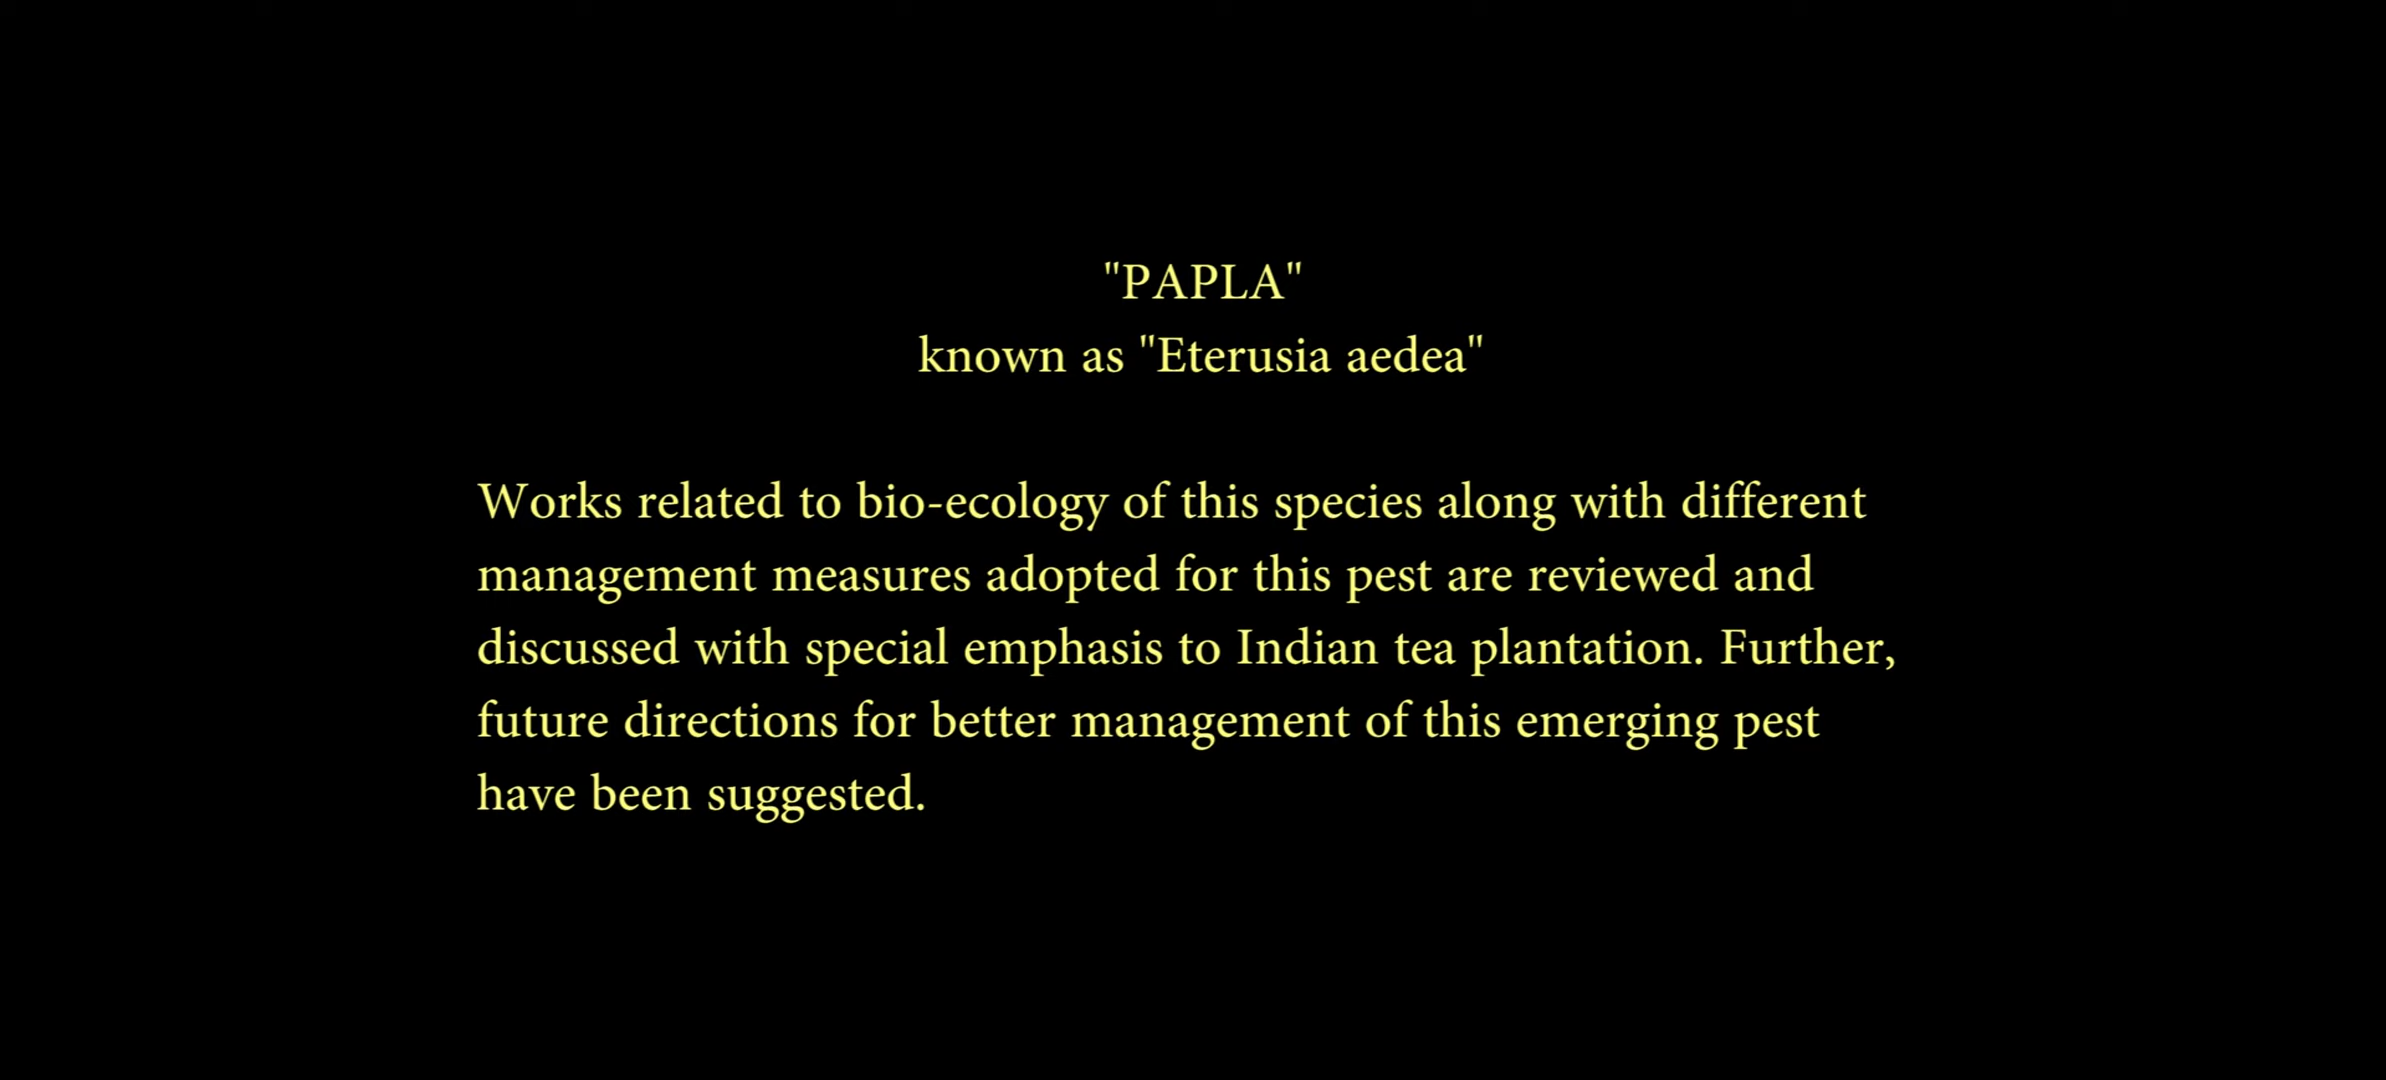 "PAPLA"
known as "Eterusia aedea"
Works related to bio-ecology of this species along with different
management measures adopted for this pest are reviewed and
discussed with special emphasis to Indian tea plantation. Further,
future directions for better management of this emerging pest
have been suggested.